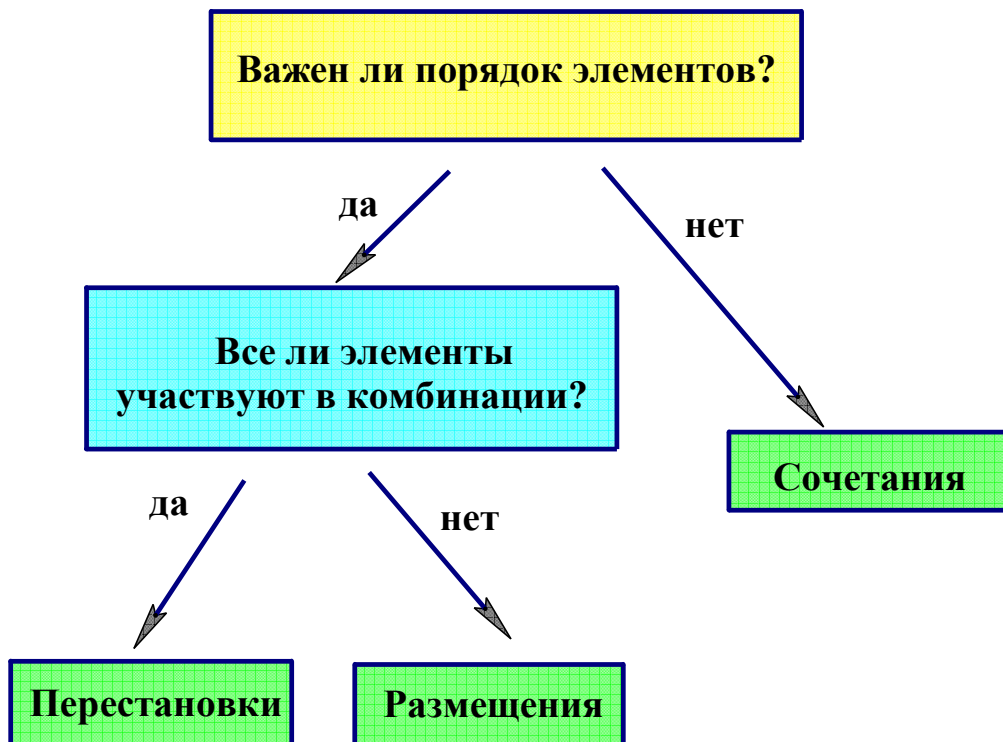 Важен ли порядок элементов?
да
нет
Все ли элементы
участвуют в комбинации?
Сочетания
да
нет
Перестановки
Размещения